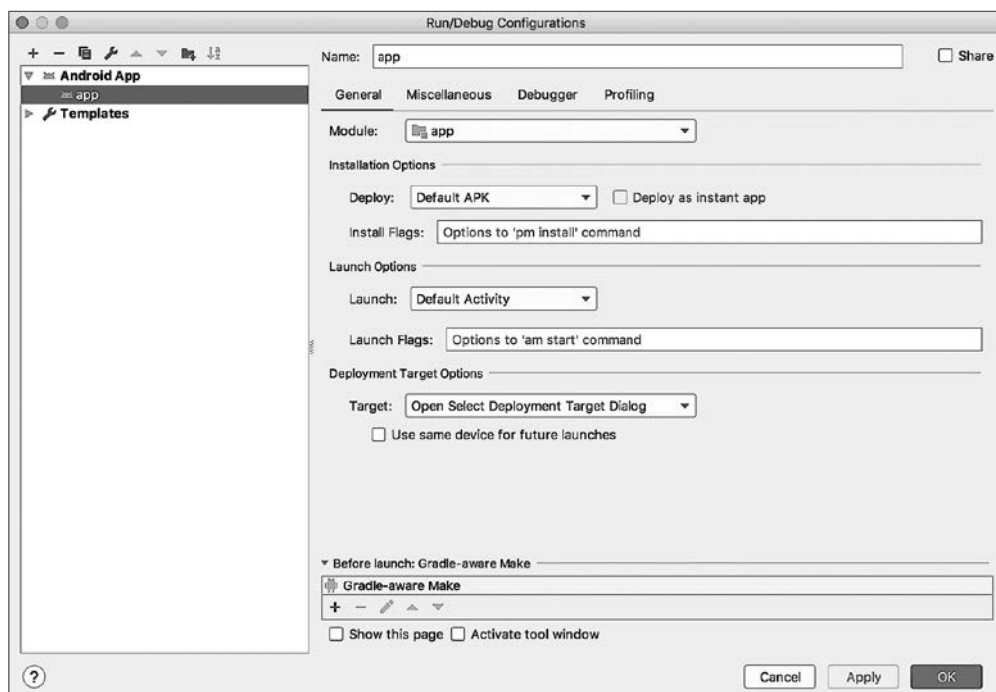 Run/Debug Configurations
Name: app
Share
Android App
app
Templates
General Miscellaneous Debugger Profiling
Module: app
Installation Options
Deploy: Default APK
Deploy as instant app
Install Flags: Options to 'pm install' command
Launch Options
Launch: Default Activity
Launch Flags: Options to 'am start' command
Deployment Target Options
Target: Open Select Deployment Target Dialog
Use same device for future launches
Before launch: Gradle-aware Make
Gradle-aware Make
Show this page Activate tool window
? Cancel Apply OK